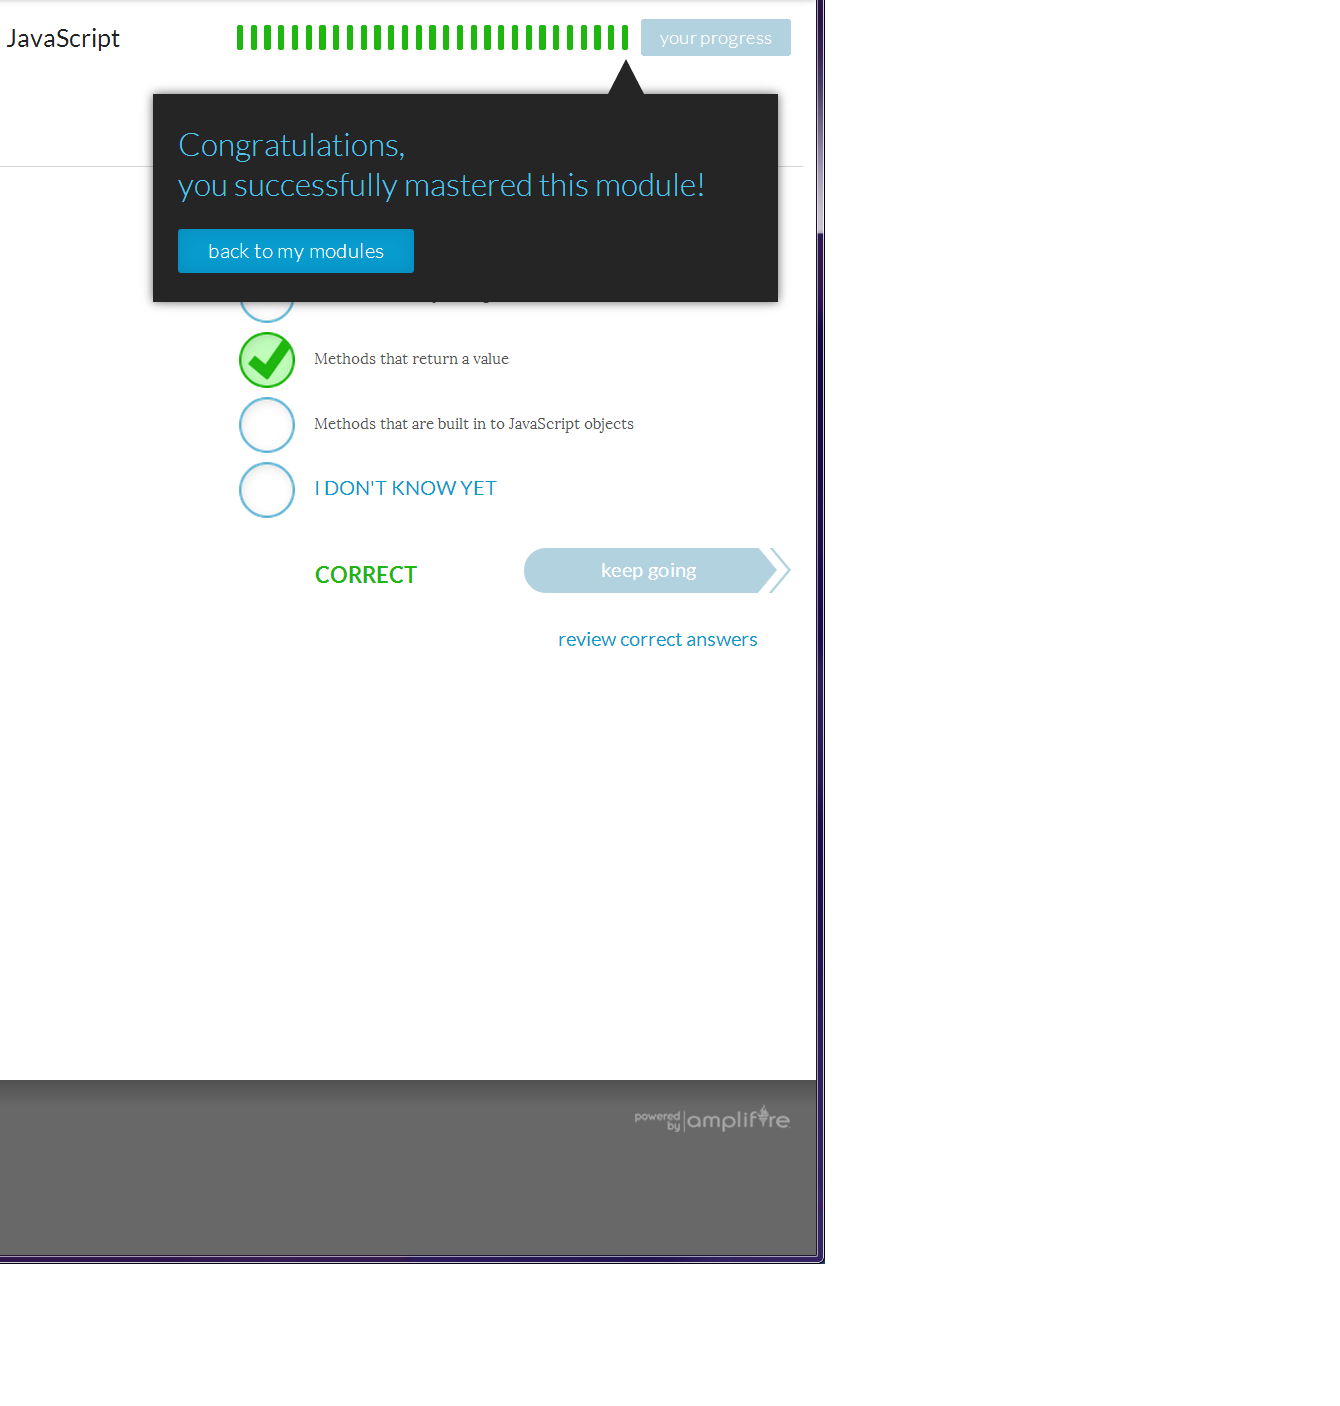 JavaScript
your progress
Congratulations,
you successfully mastered this module!
back to my modules
Methods that return a value
Methods that are built in to JavaScript objects
I DON'T KNOW YET
CORRECT
keep going
review correct answers
powered by amplifire